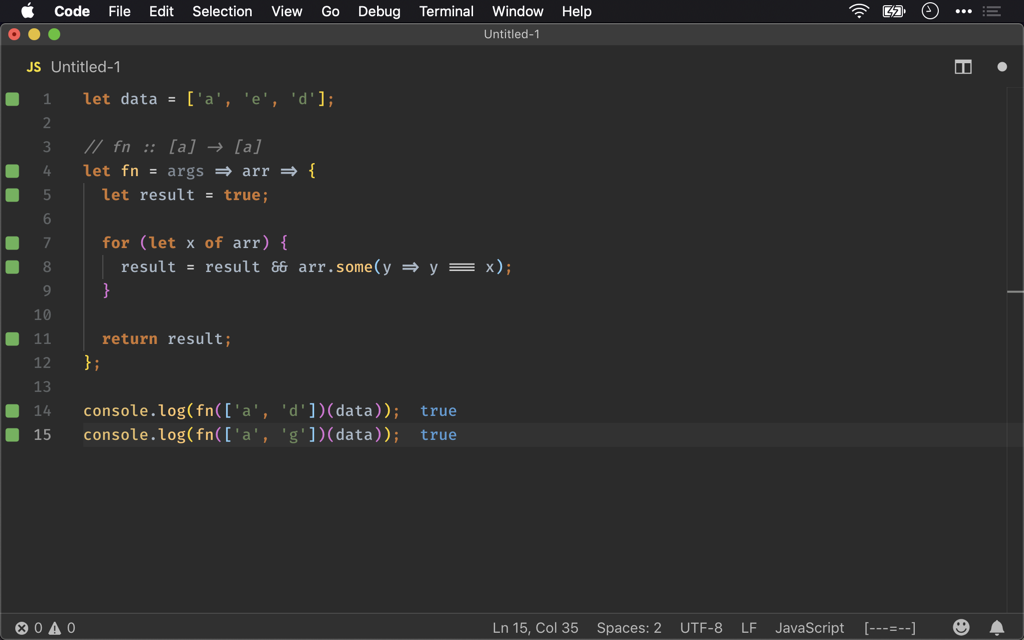 Code File Edit Selection View Go Debug Terminal Window Help
Untitled-1
JS Untitled-1
1 let data = ['a', 'e', 'd'];
2
3 // fn :: [a] -> [a]
4 let fn = args => arr => {
5 let result = true;
6
7 for (let x of arr) {
8 result = result && arr.some(y => y === x);
9 }
10
11 return result;
12 };
13
14 console.log(fn(['a', 'd'])(data)); true
15 console.log(fn(['a', 'g'])(data)); true
0 0 Ln 15, Col 35 Spaces: 2 UTF-8 LF JavaScript [---=--]